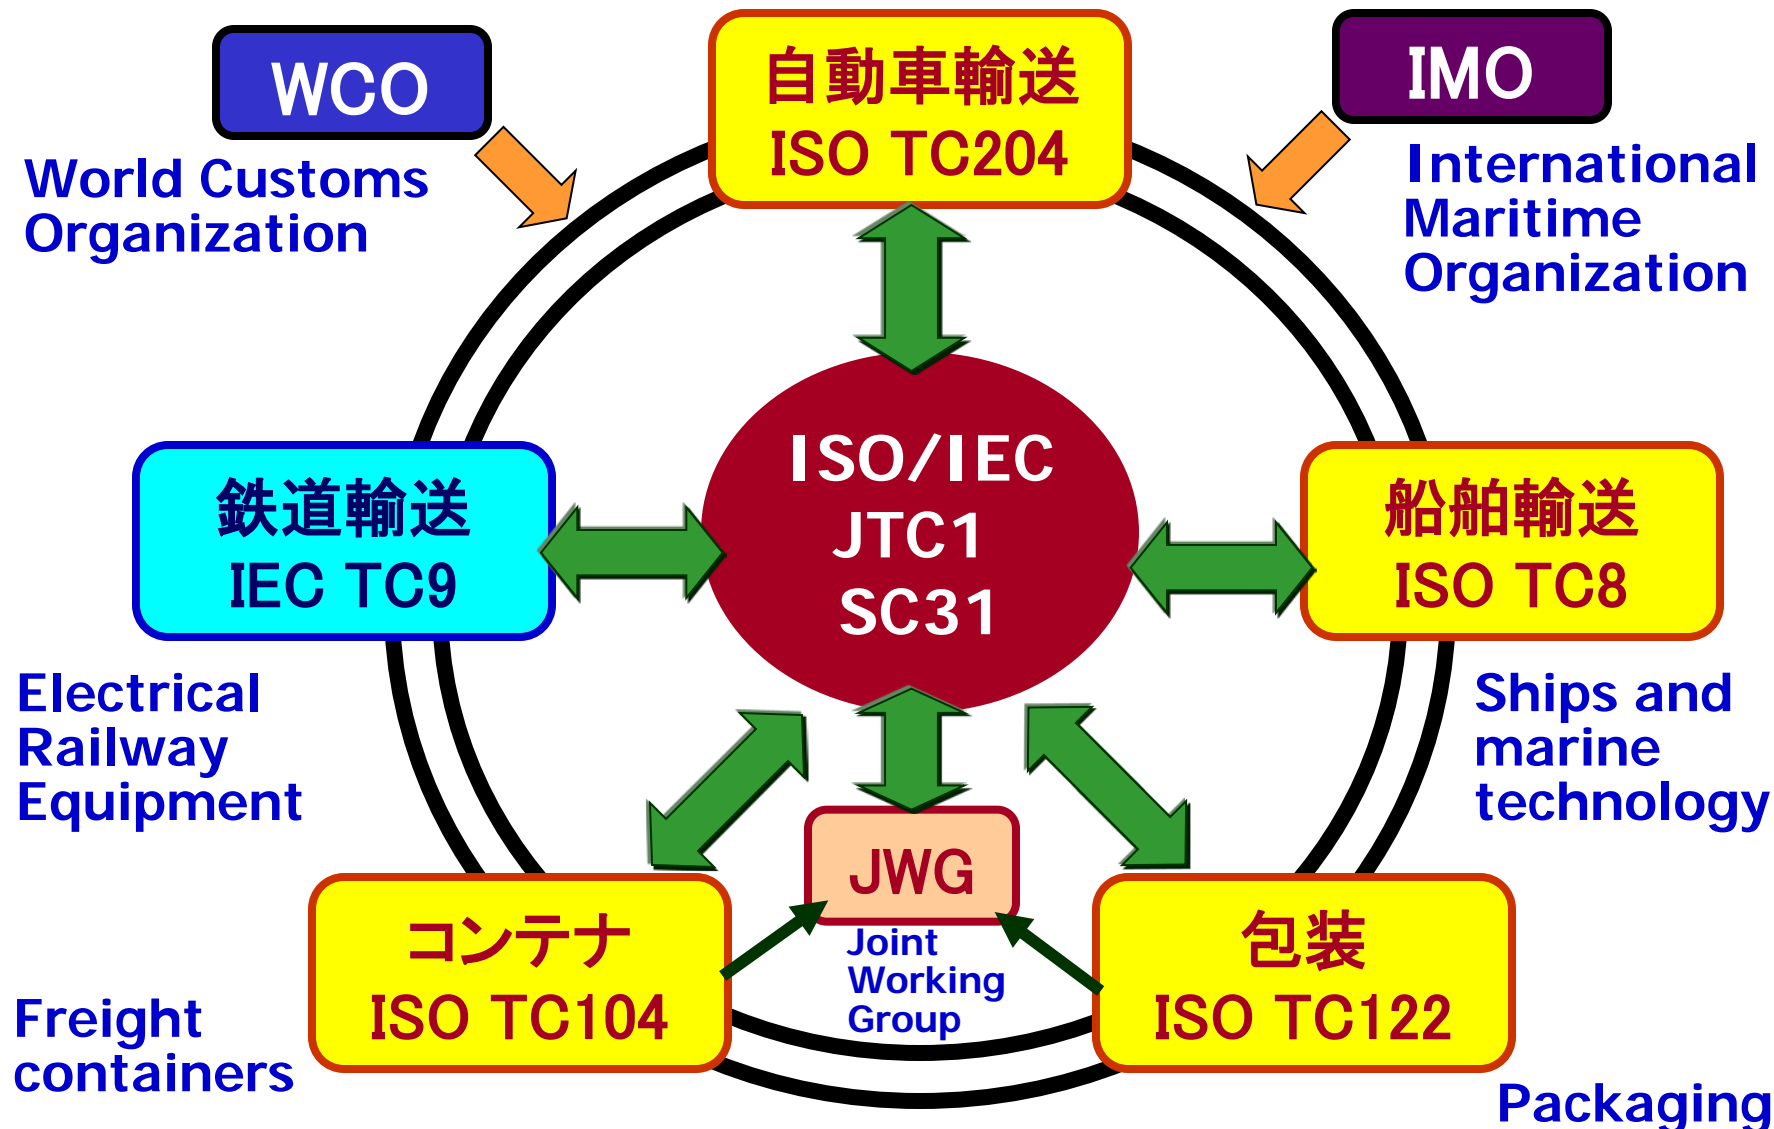 WCO
World Customs
Organization
自動車輸送
ISO TC204
IMO
International
Maritime
Organization
鉄道輸送
IEC TC9
Electrical
Railway
Equipment
ISO/IEC
JTC1
SC31
船舶輸送
ISO TC8
Ships and
marine
technology
コンテナ
ISO TC104
Freight
containers
JWG
Joint
Working
Group
包装
ISO TC122
Packaging